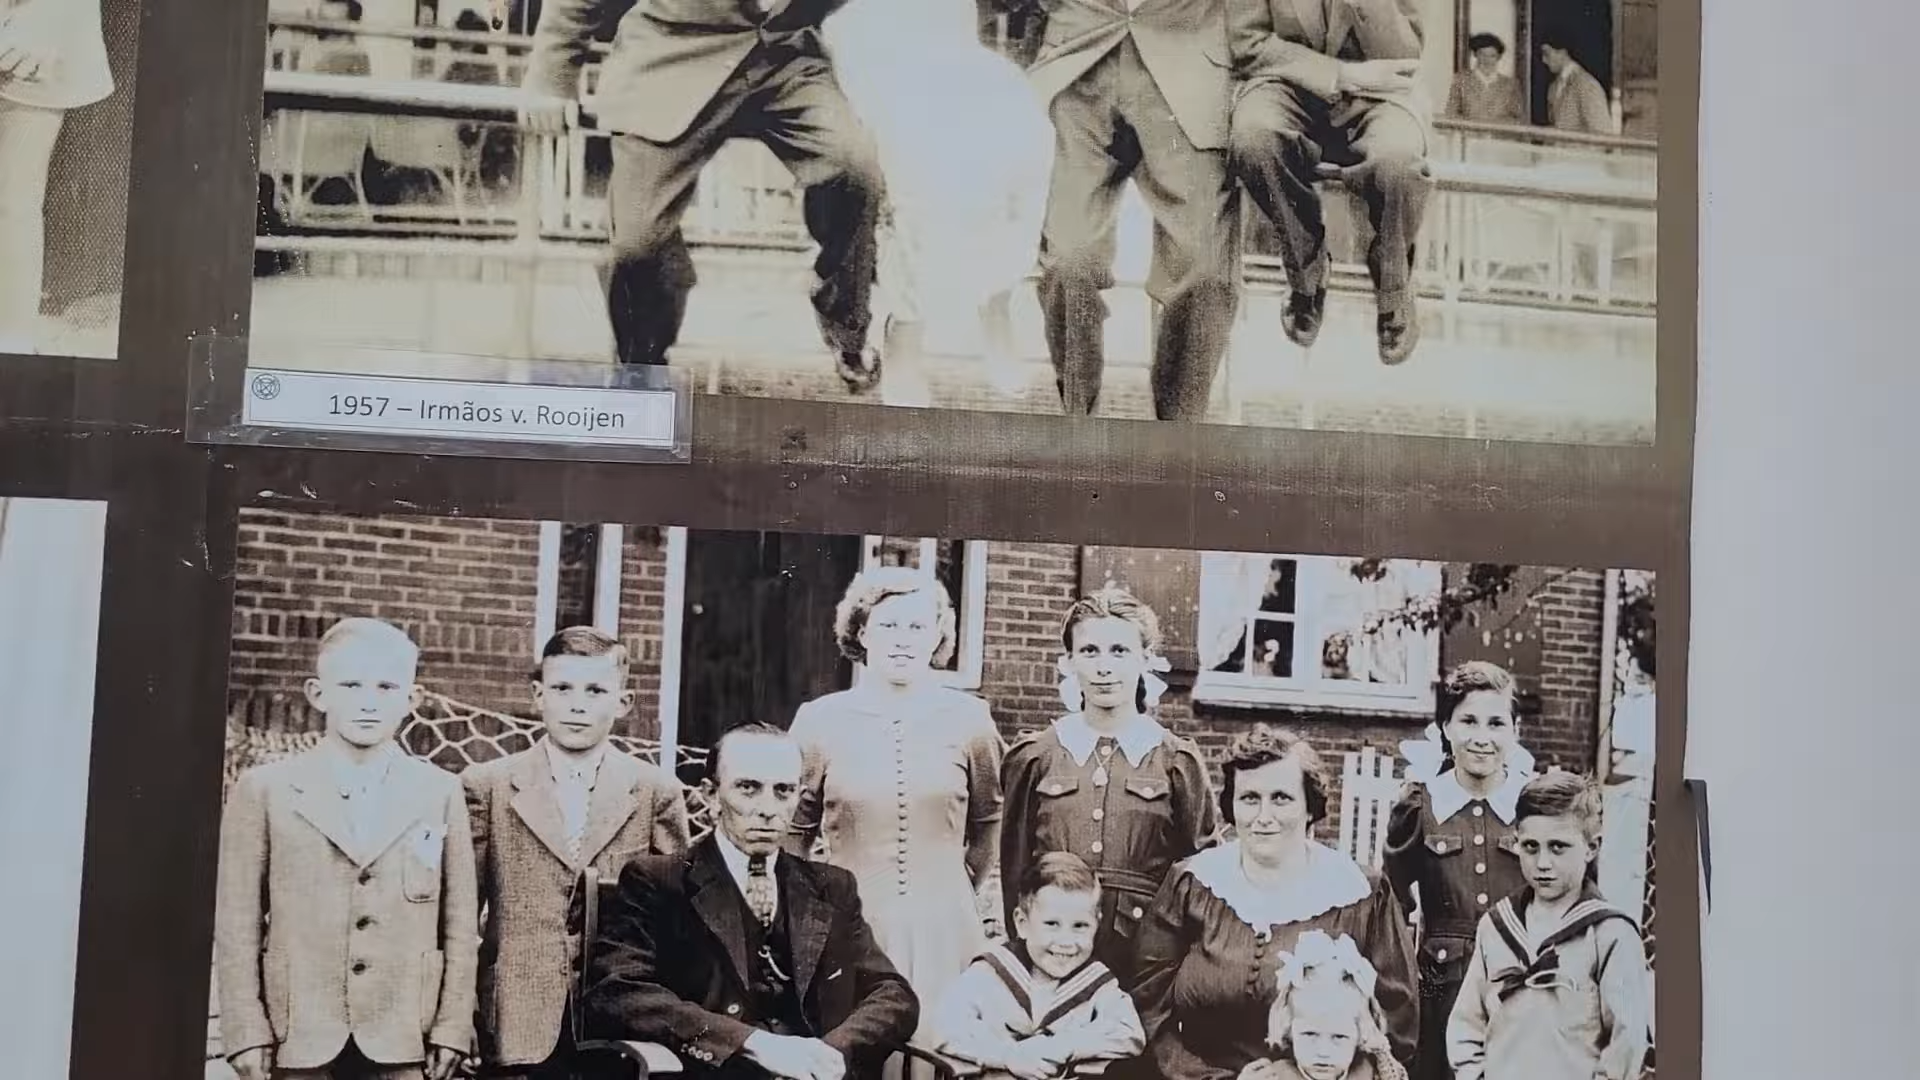 1957 – Irmãos v. Rooijen